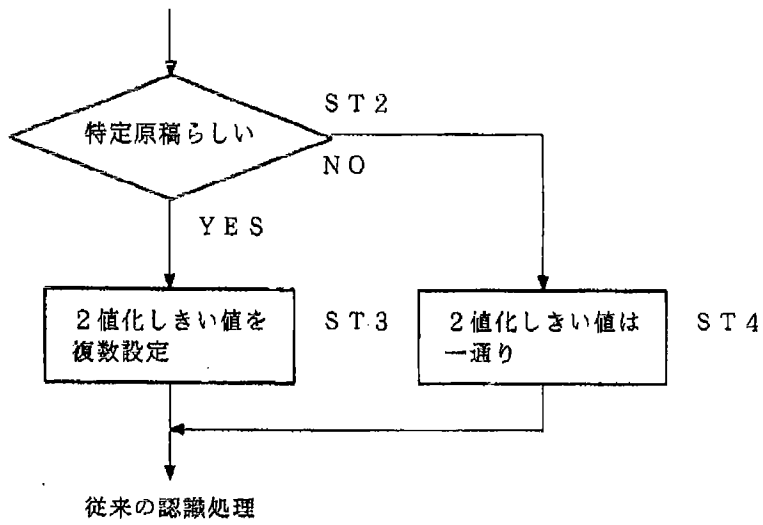 ST2
特定原稿らしい
NO
YES
2値化しきい値を
複数設定
ST3
2値化しきい値は
一通り
ST4
従来の認識処理